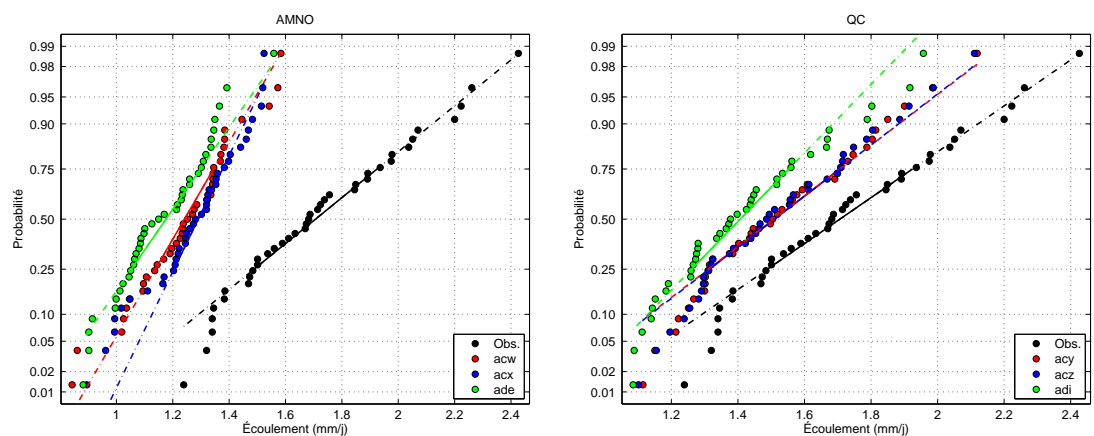 AMNO
Probabilité
0.99
0.98
0.95
0.90
0.75
0.50
0.25
0.10
0.05
0.02
0.01
1
1.2
1.4
1.6
1.8
2
2.2
2.4
Écoulement (mm/j)
Obs.
acw
acx
ade
QC
Probabilité
0.99
0.98
0.95
0.90
0.75
0.50
0.25
0.10
0.05
0.02
0.01
1.2
1.4
1.6
1.8
2
2.2
2.4
Écoulement (mm/j)
Obs.
acy
acz
adi